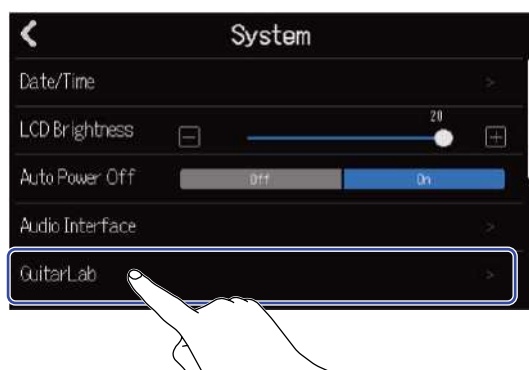 System
Date/Time
LCD Brightness
20
Auto Power Off Off On
Audio Interface
GuitarLab